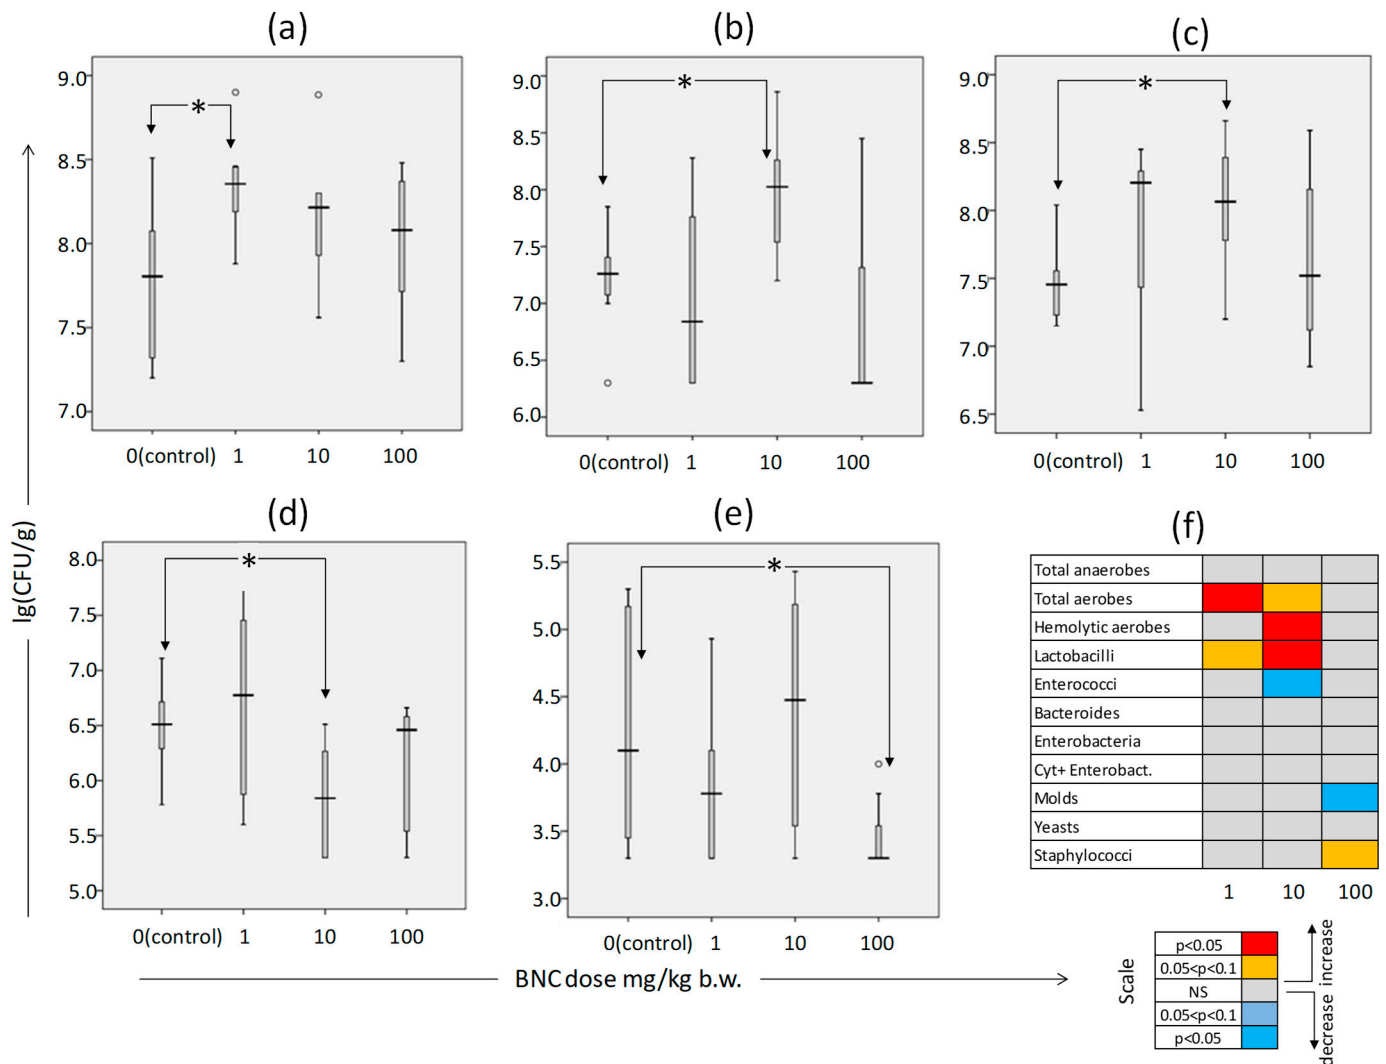 (a)
9.0
8.5
8.0
7.5
7.0
*
0(control) 1 10 100
(b)
9.0
8.5
8.0
7.5
7.0
6.5
6.0
*
0(control) 1 10 100
(c)
9.0
8.5
8.0
7.5
7.0
6.5
*
0(control) 1 10 100
lg(CFU/g)
(d)
8.0
7.5
7.0
6.5
6.0
5.5
5.0
*
0(control) 1 10 100
(e)
5.5
5.0
4.5
4.0
3.5
3.0
*
0(control) 1 10 100
BNC dose mg/kg b.w.
(f)
Total anaerobes
Total aerobes
Hemolytic aerobes
Lactobacilli
Enterococci
Bacteroides
Enterobacteria
Cyt+ Enterobact.
Molds
Yeasts
Staphylococci
1 10 100
Scale
p<0.05
0.05<p<0.1
NS
0.05<p<0.1
p<0.05
increase
decrease